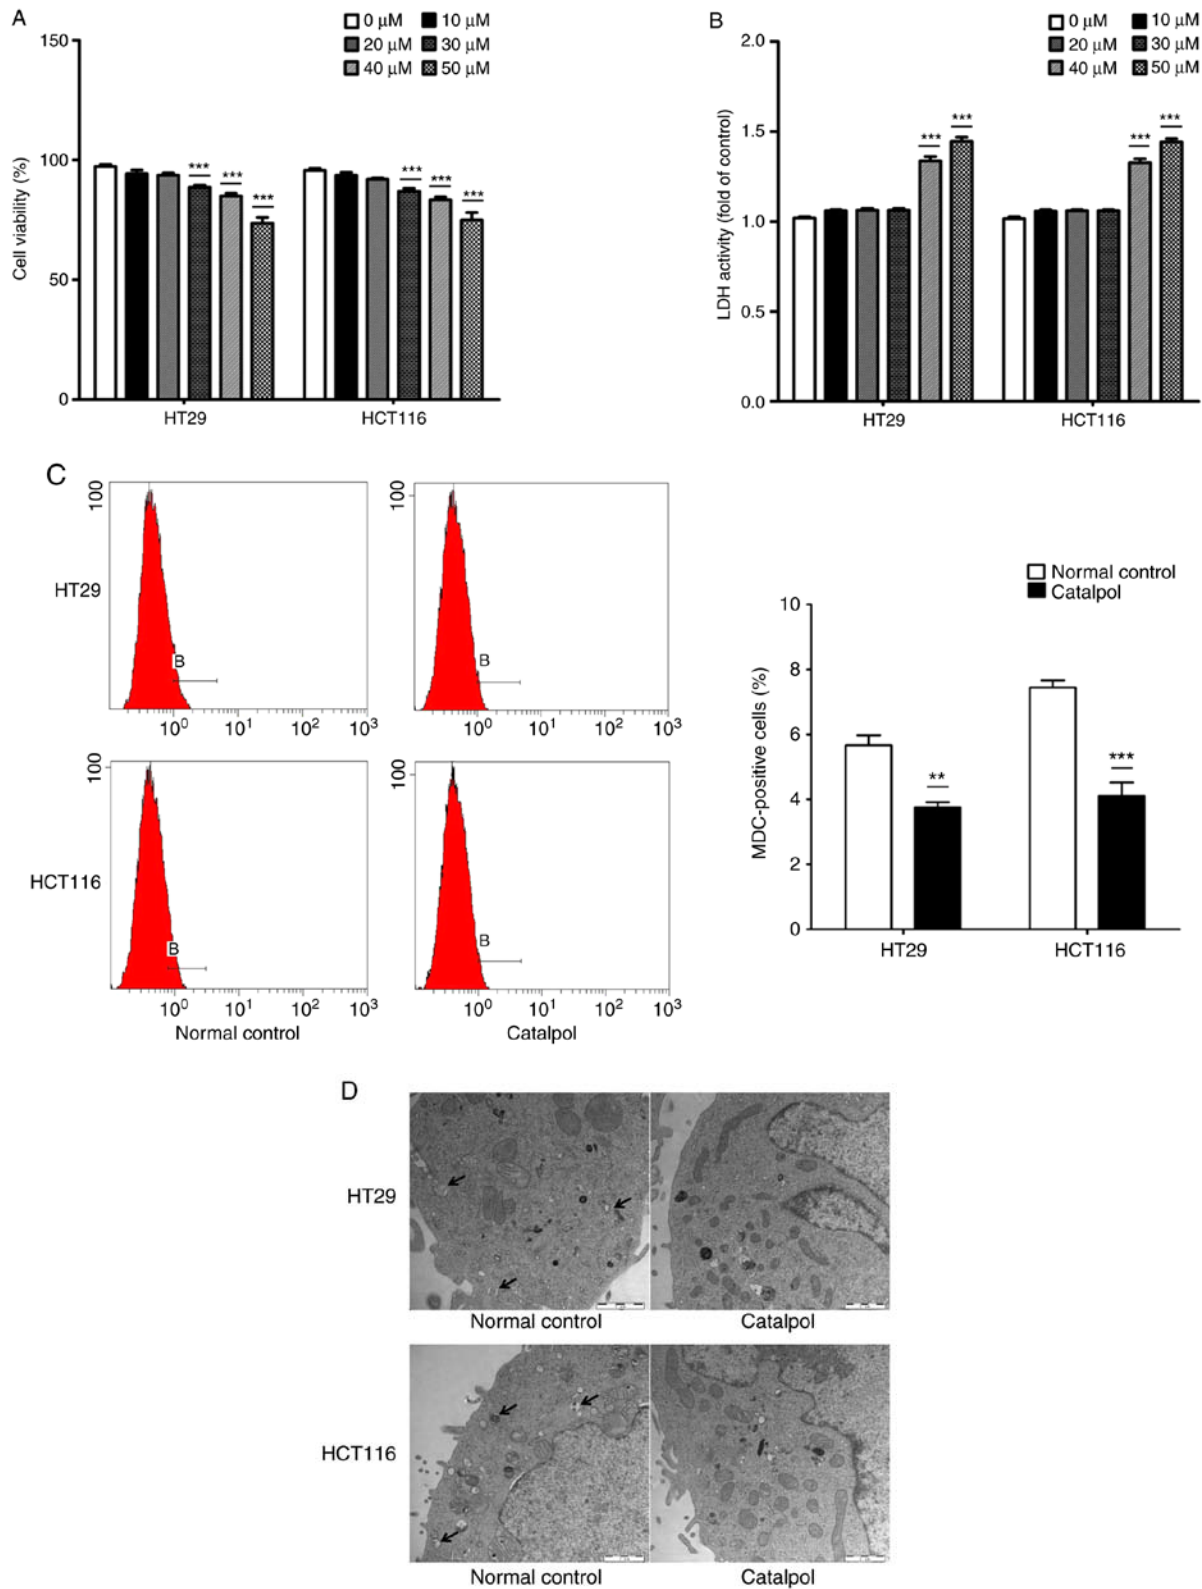 A
0 μM 10 μM
20 μM 30 μM
40 μM 50 μM
150
100
50
0
Cell viability (%)
*** *** ***
*** *** ***
HT29 HCT116
B
0 μM 10 μM
20 μM 30 μM
40 μM 50 μM
2.0
1.5
1.0
0.5
0.0
LDH activity (fold of control)
*** ***
*** ***
HT29 HCT116
C
HT29
100
B
10⁰ 10¹ 10² 10³
100
B
10⁰ 10¹ 10² 10³
HCT116
100
B
10⁰ 10¹ 10² 10³
Normal control
100
B
10⁰ 10¹ 10² 10³
Catalpol
Normal control
Catalpol
10
8
6
4
2
0
MDC-positive cells (%)
**
***
HT29 HCT116
D
HT29
Normal control Catalpol
HCT116
Normal control Catalpol